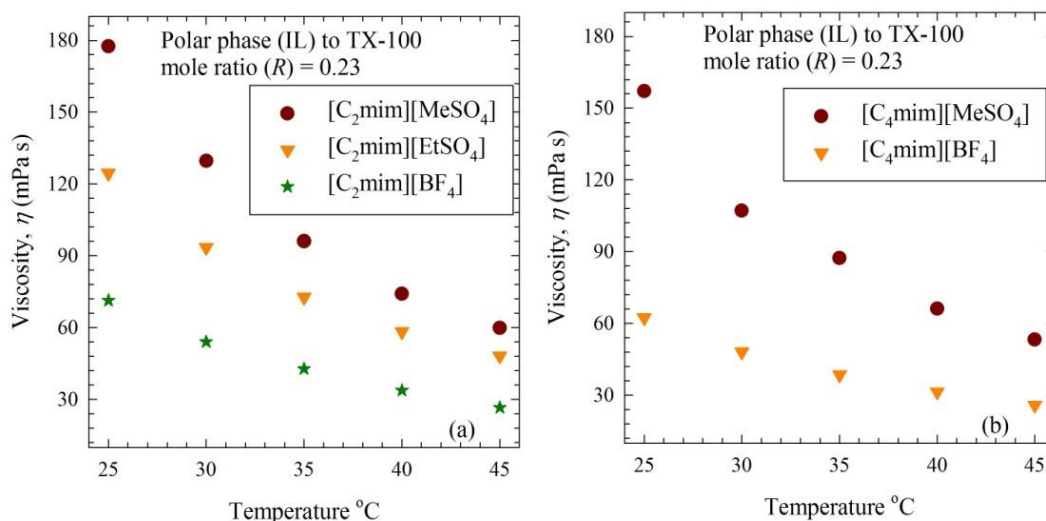 180
150
120
90
60
30
Viscosity, η (mPa s)
Polar phase (IL) to TX-100
mole ratio (R) = 0.23
[C₂mim][MeSO₄]
[C₂mim][EtSO₄]
[C₂mim][BF₄]
(a)
25 30 35 40 45
Temperature °C
180
150
120
90
60
30
Viscosity, η (mPa s)
Polar phase (IL) to TX-100
mole ratio (R) = 0.23
[C₄mim][MeSO₄]
[C₄mim][BF₄]
(b)
25 30 35 40 45
Temperature °C